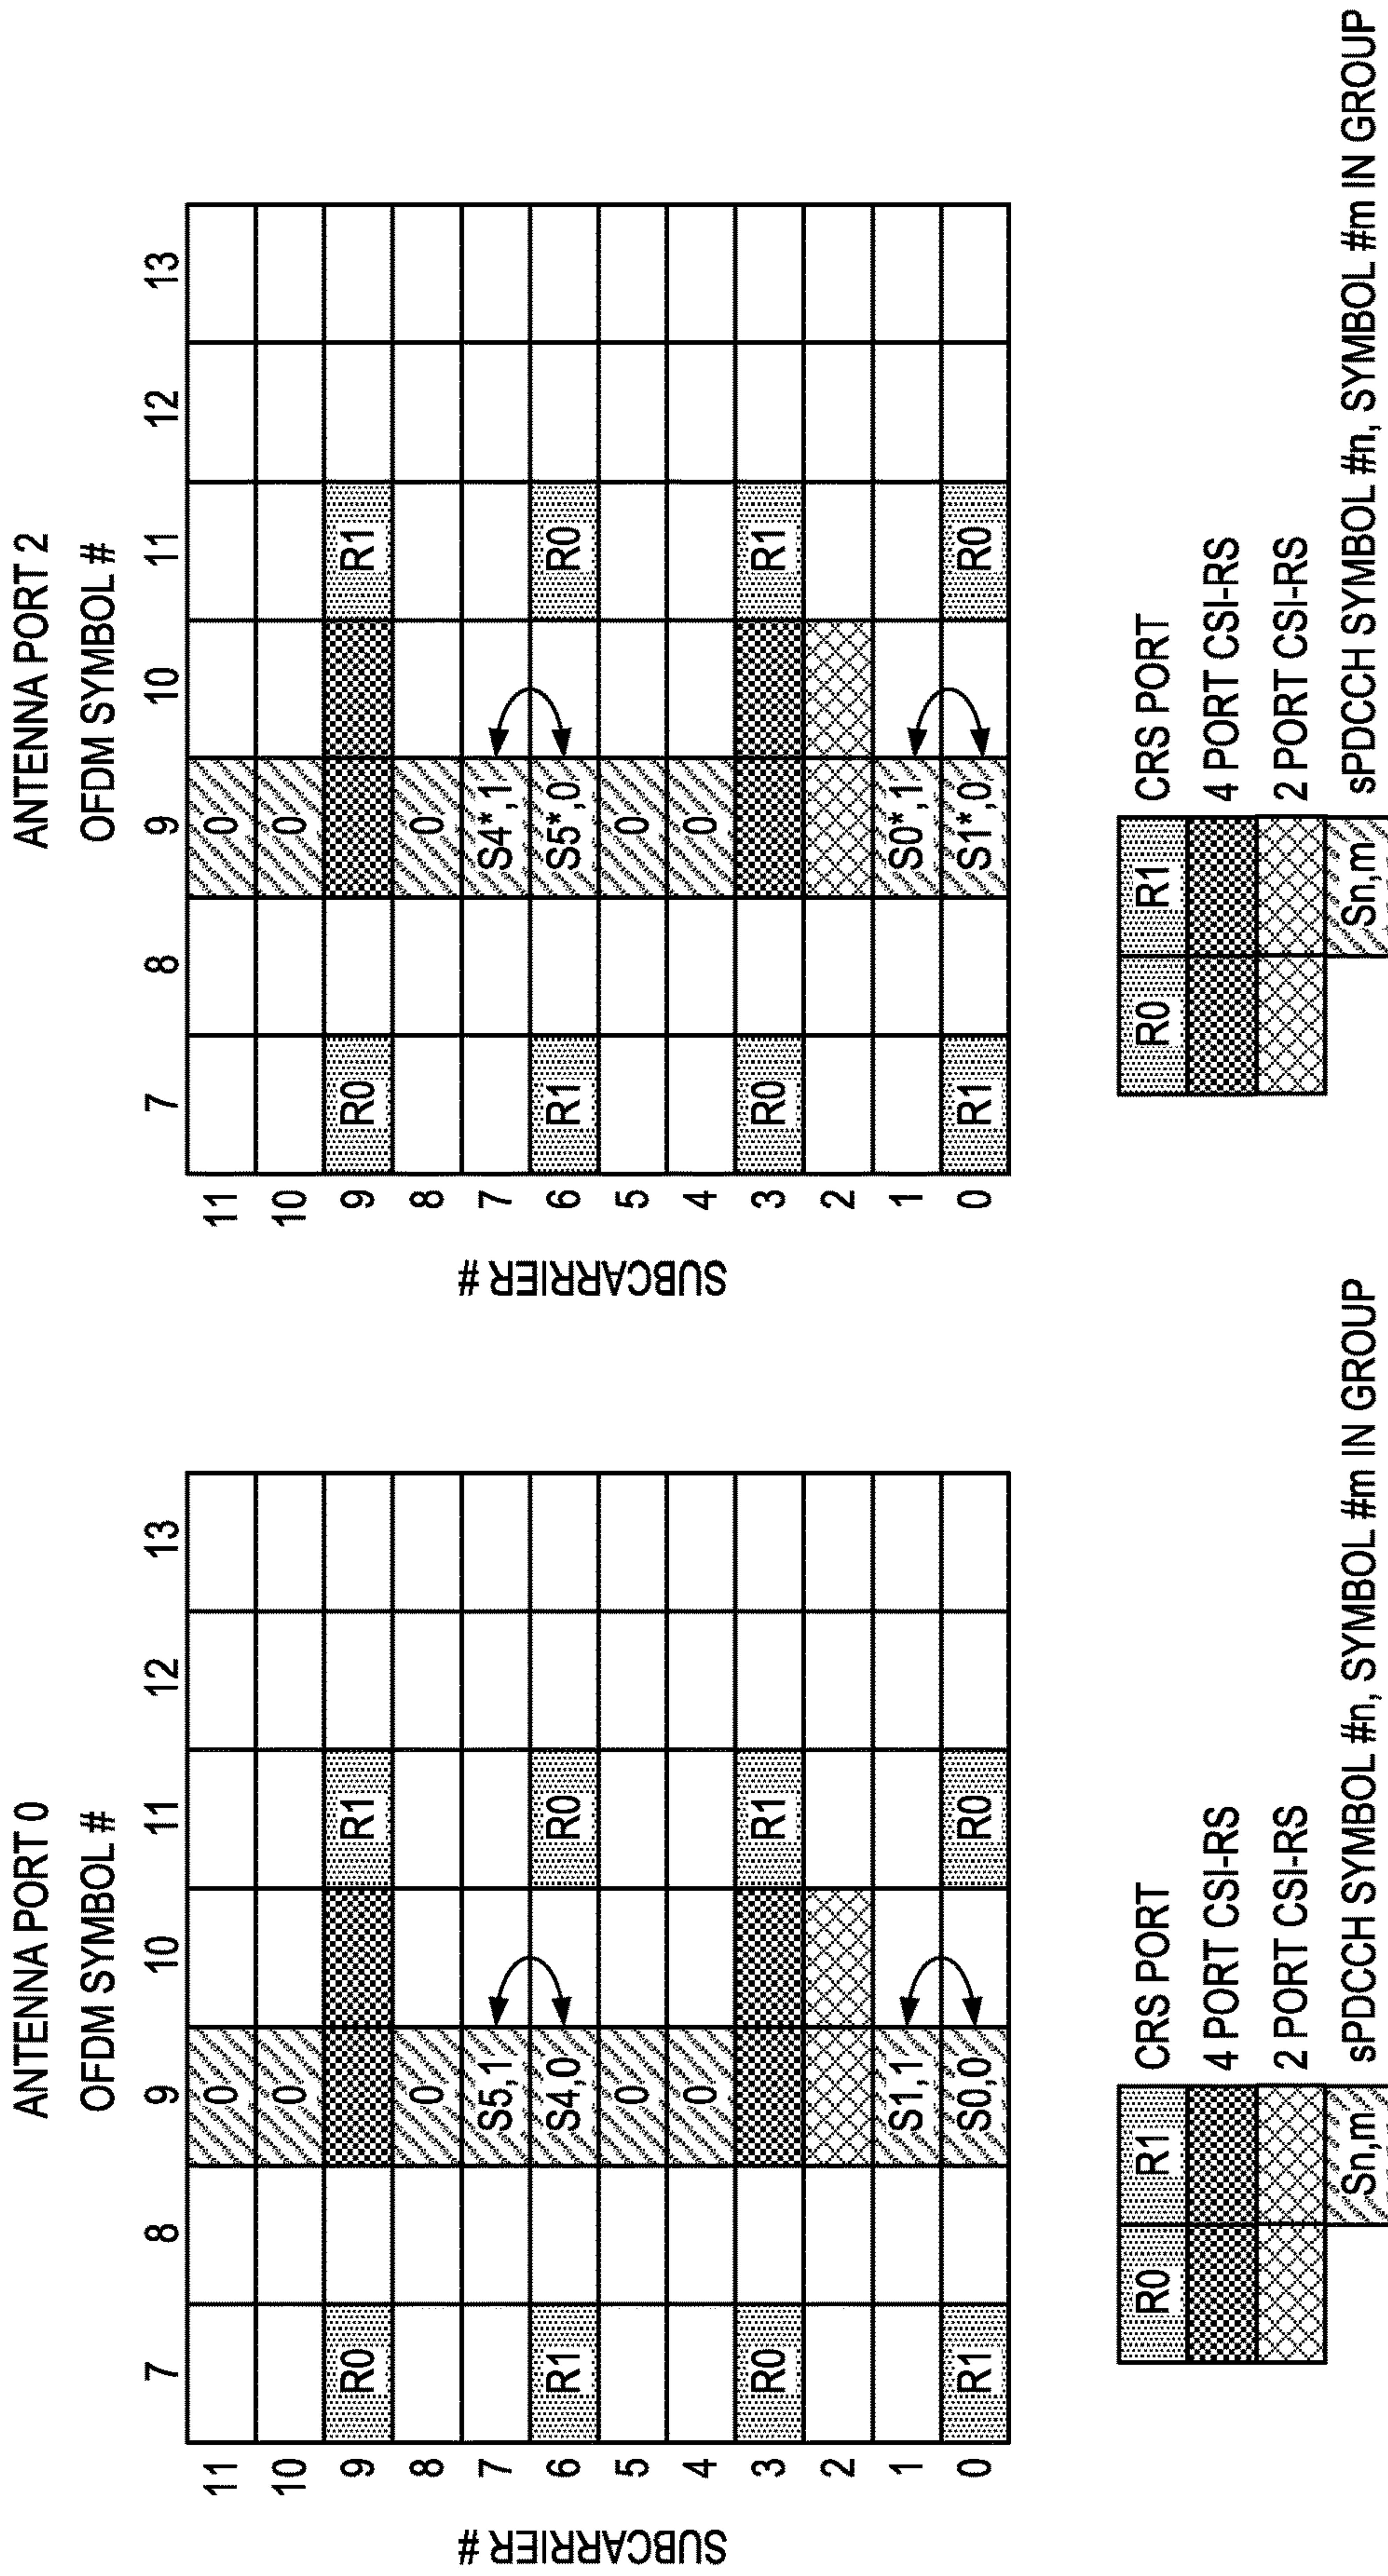 ANTENNA PORT 0
OFDM SYMBOL #
7 8 9 10 11 12 13
SUBCARRIER #
11 0
10 0
9 R0 R1
8 0
7 S5,1
6 R1 S4,0 R0
5 0
4 0
3 R0 R1
2
1 S1,1
0 R1 S0,0 R0
R0 R1 CRS PORT
4 PORT CSI-RS
2 PORT CSI-RS
Sn,m sPDCCH SYMBOL #n, SYMBOL #m IN GROUP
ANTENNA PORT 2
OFDM SYMBOL #
7 8 9 10 11 12 13
SUBCARRIER #
11 0
10 0
9 R0 R1
8 0
7 S4*,1
6 R1 S5*,0 R0
5 0
4 0
3 R0 R1
2
1 S0*,1
0 R1 S1*,0 R0
R0 R1 CRS PORT
4 PORT CSI-RS
2 PORT CSI-RS
Sn,m sPDCCH SYMBOL #n, SYMBOL #m IN GROUP